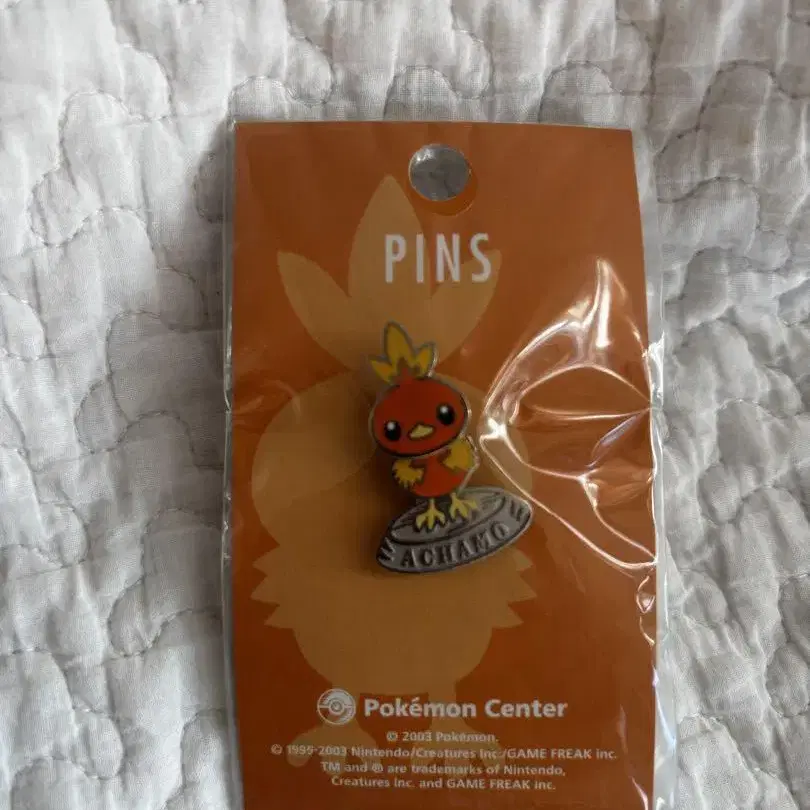 PINS
ACHAMO
Pokémon Center
© 2003 Pokémon.
© 1995-2003 Nintendo/Creatures Inc./GAME FREAK inc.
TM and ® are trademarks of Nintendo,
Creatures Inc. and GAME FREAK inc.